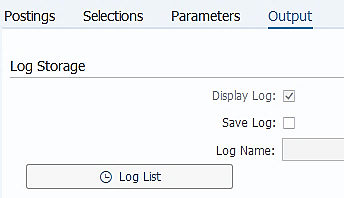 Postings Selections Parameters Output
Log Storage
Display Log:
Save Log:
Log Name:
Log List